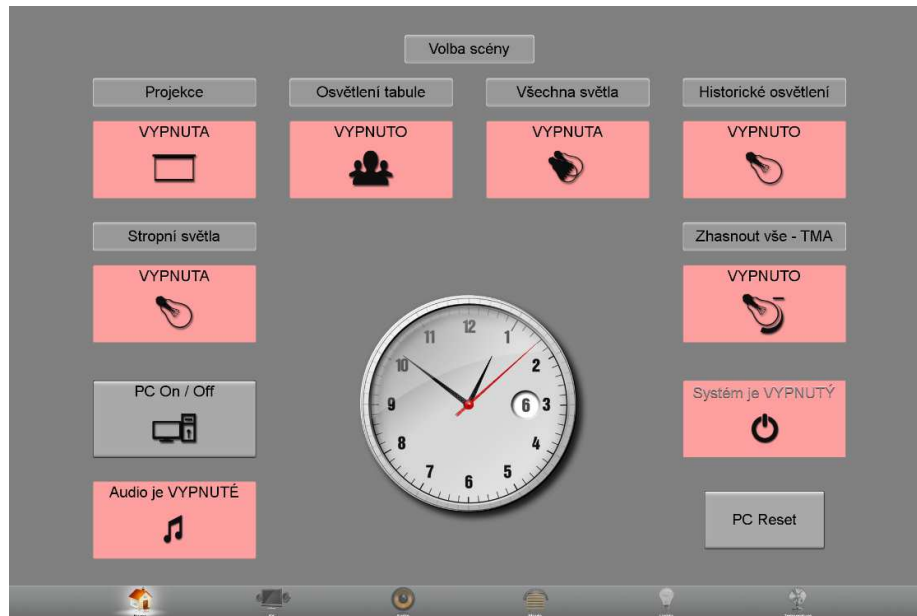 Volba scény
Projekce
Osvětlení tabule
Všechna světla
Historické osvětlení
VYPNUTA
VYPNUTO
VYPNUTA
VYPNUTO
Stropní světla
Zhasnout vše - TMA
VYPNUTA
VYPNUTO
12
11
1
10
2
9
6
3
8
4
7
5
6
PC On / Off
Systém je VYPNUTÝ
Audio je VYPNUTÉ
PC Reset